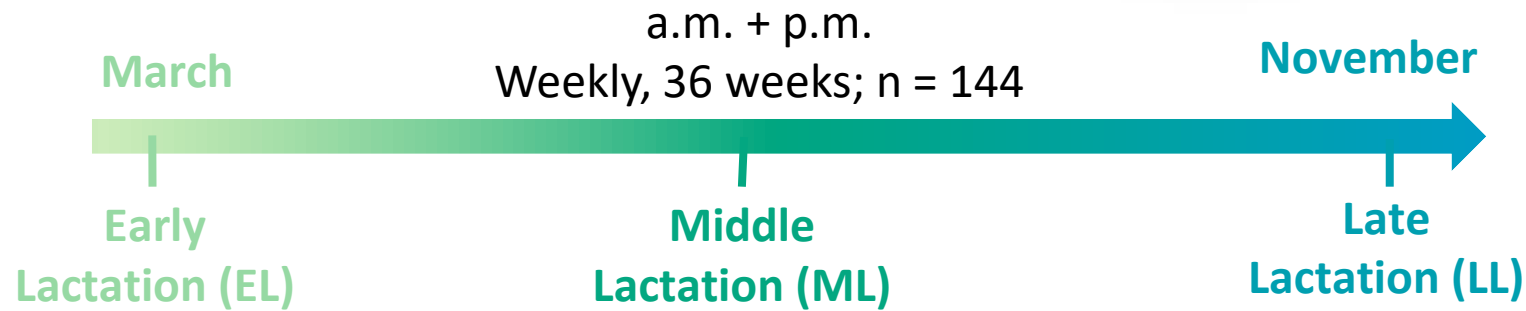 a.m. + p.m.
March
Weekly, 36 weeks; n = 144
November
Early
Lactation (EL)
Middle
Lactation (ML)
Late
Lactation (LL)